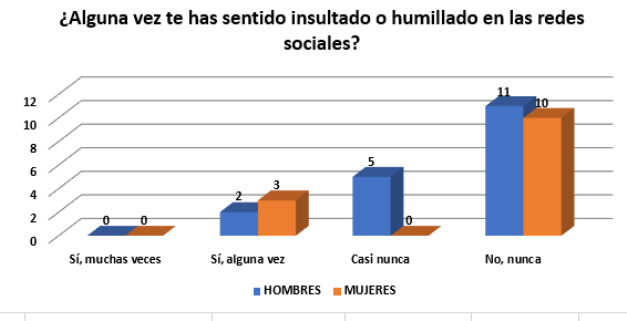 ¿Alguna vez te has sentido insultado o humillado en las redes
sociales?
12
10
8
6
4
2
0
0 0
2 3
5 0
11 10
Sí, muchas veces Sí, alguna vez Casi nunca No, nunca
HOMBRES MUJERES